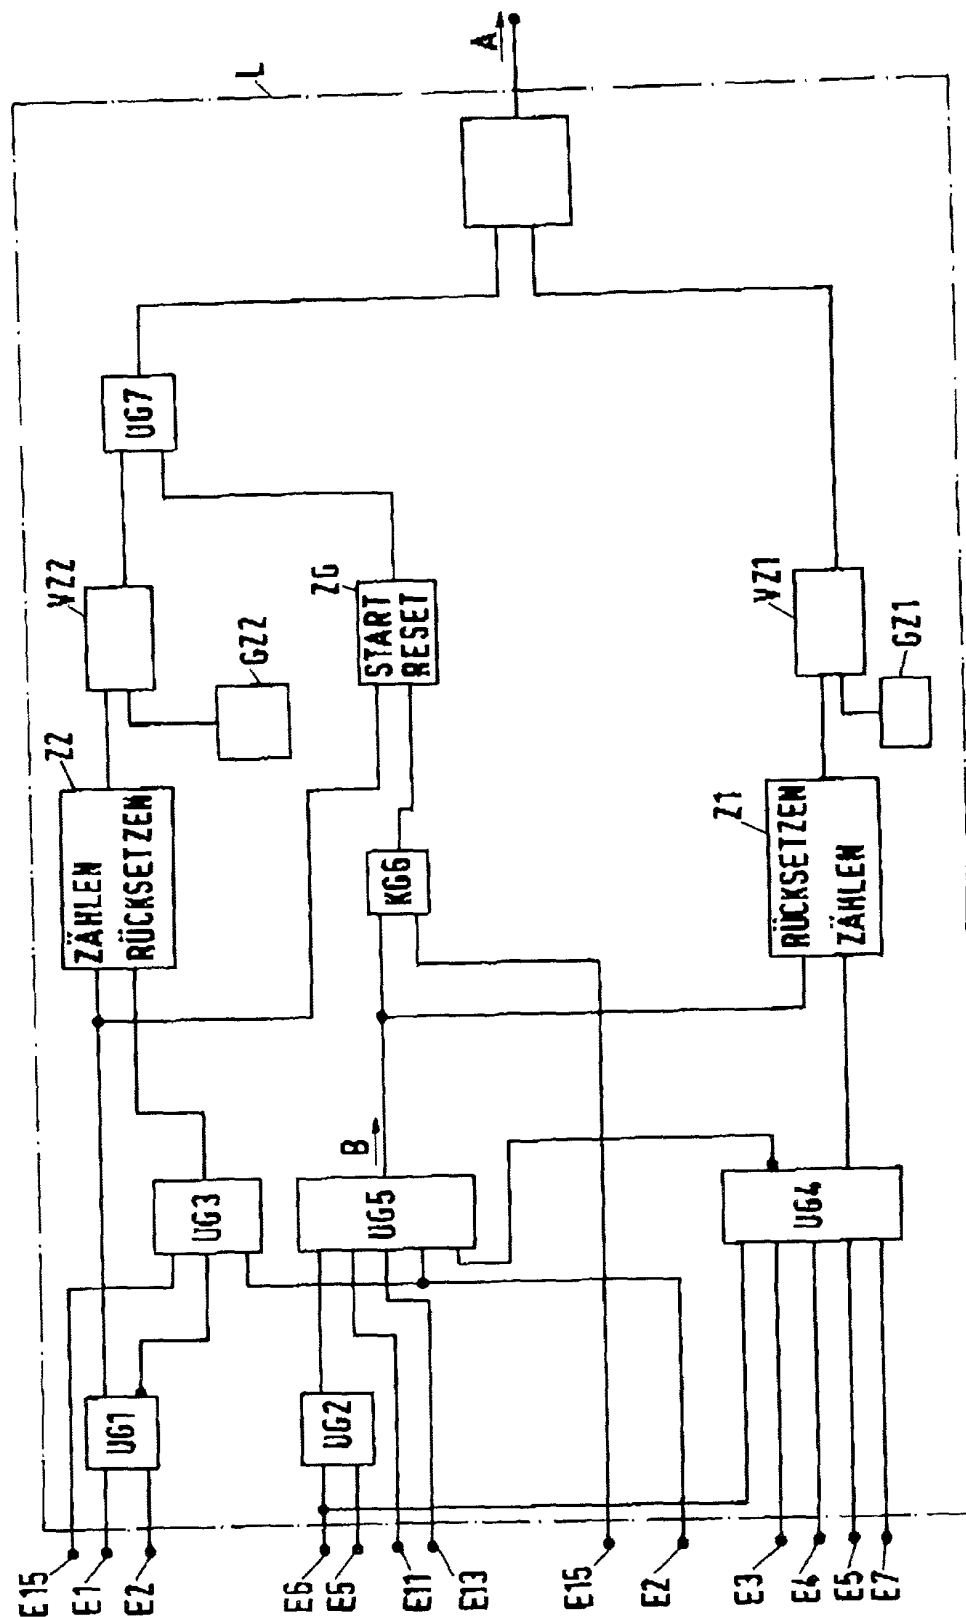 E15
E1
E2
E6
E5
E11
E13
E15
E2
E3
E4
E5
E7
UG1
UG2
UG3
UG5
UG4
B
Z2
ZÄHLEN
RÜCKSETZEN
KG6
Z1
RÜCKSETZEN
ZÄHLEN
VZ2
GZ2
ZG
START
RESET
VZ1
GZ1
UG7
L
A